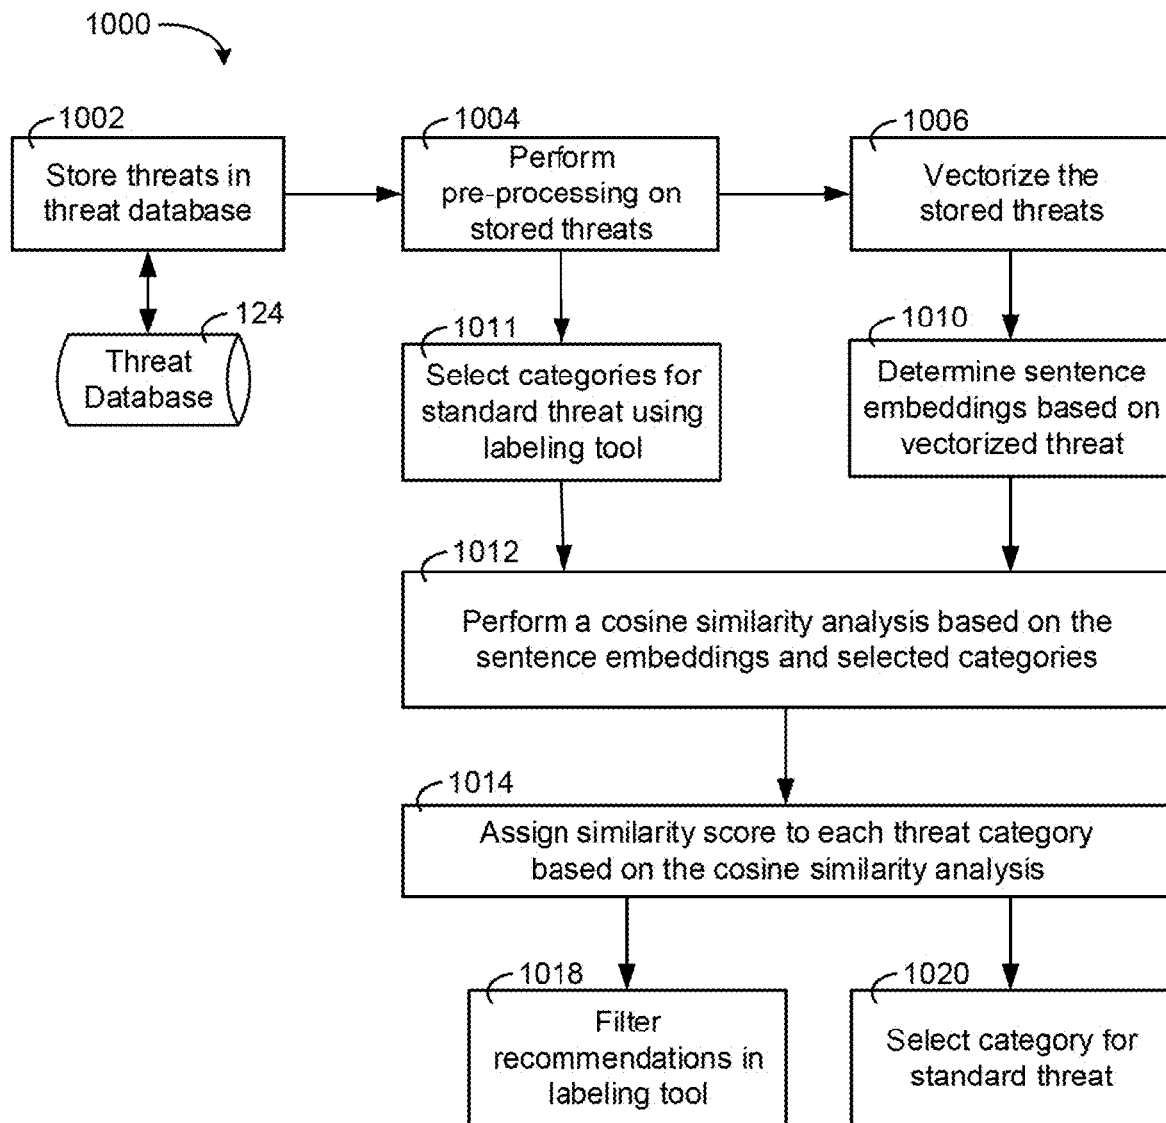 1000
1002
Store threats in
threat database
1004
Perform
pre-processing on
stored threats
1006
Vectorize the
stored threats
124
Threat
Database
1011
Select categories for
standard threat using
labeling tool
1010
Determine sentence
embeddings based on
vectorized threat
1012
Perform a cosine similarity analysis based on the
sentence embeddings and selected categories
1014
Assign similarity score to each threat category
based on the cosine similarity analysis
1018
Filter
recommendations in
labeling tool
1020
Select category for
standard threat